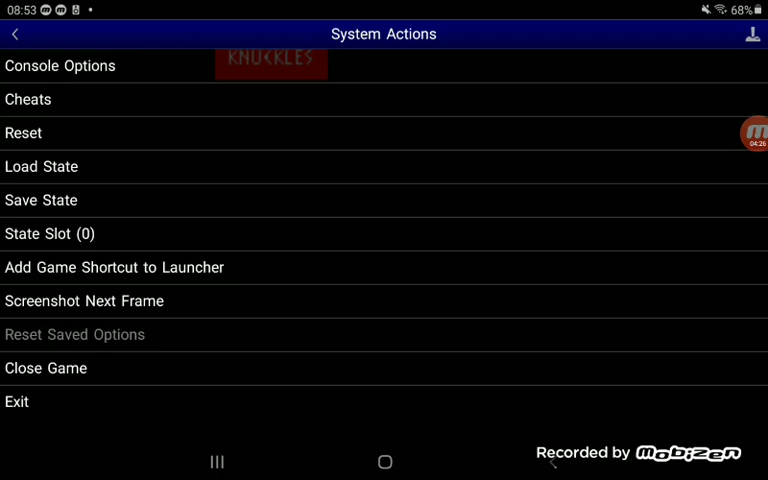 08:53
68%
System Actions
KNUCKLES
Console Options
Cheats
Reset
04:26
Load State
Save State
State Slot (0)
Add Game Shortcut to Launcher
Screenshot Next Frame
Reset Saved Options
Close Game
Exit
Recorded by Mobizen